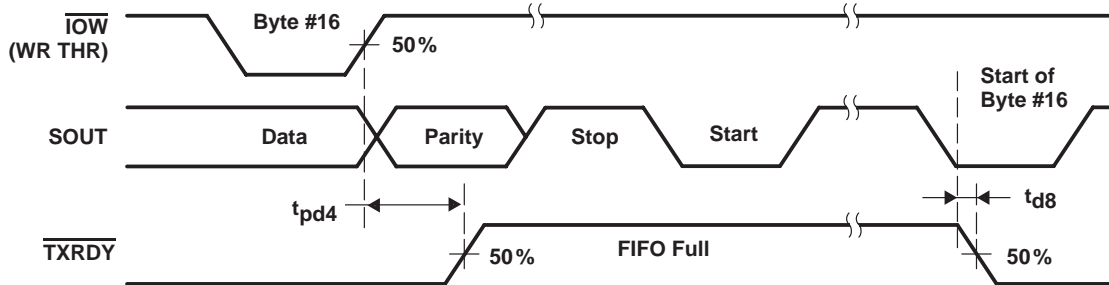 IOW
(WR THR)
Byte #16
50%
Start of
Byte #16
SOUT
Data
Parity
Stop
Start
tpd4
td8
TXRDY
50%
FIFO Full
50%